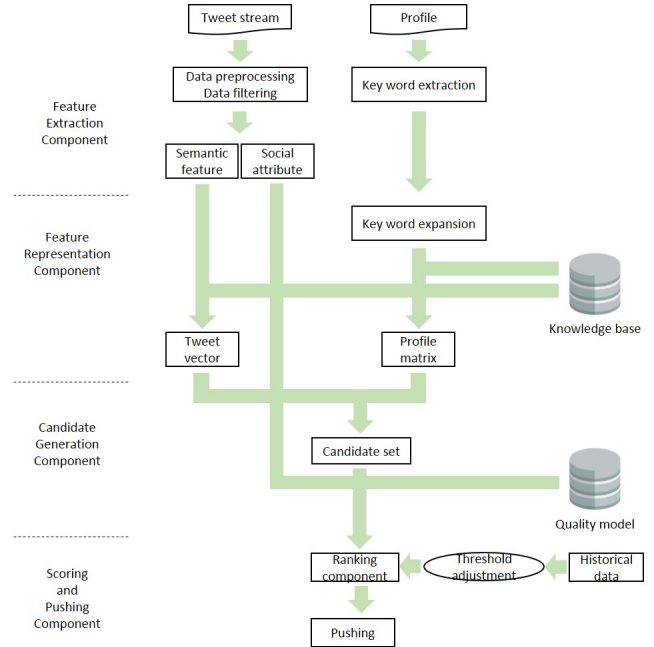 Tweet stream
Profile
Data preprocessing
Data filtering
Key word extraction
Feature
Extraction
Component
Semantic
feature
Social
attribute
Key word expansion
Feature
Representation
Component
Knowledge base
Tweet
vector
Profile
matrix
Candidate
Generation
Component
Candidate set
Quality model
Ranking
component
Threshold
adjustment
Historical
data
Scoring
and
Pushing
Component
Pushing